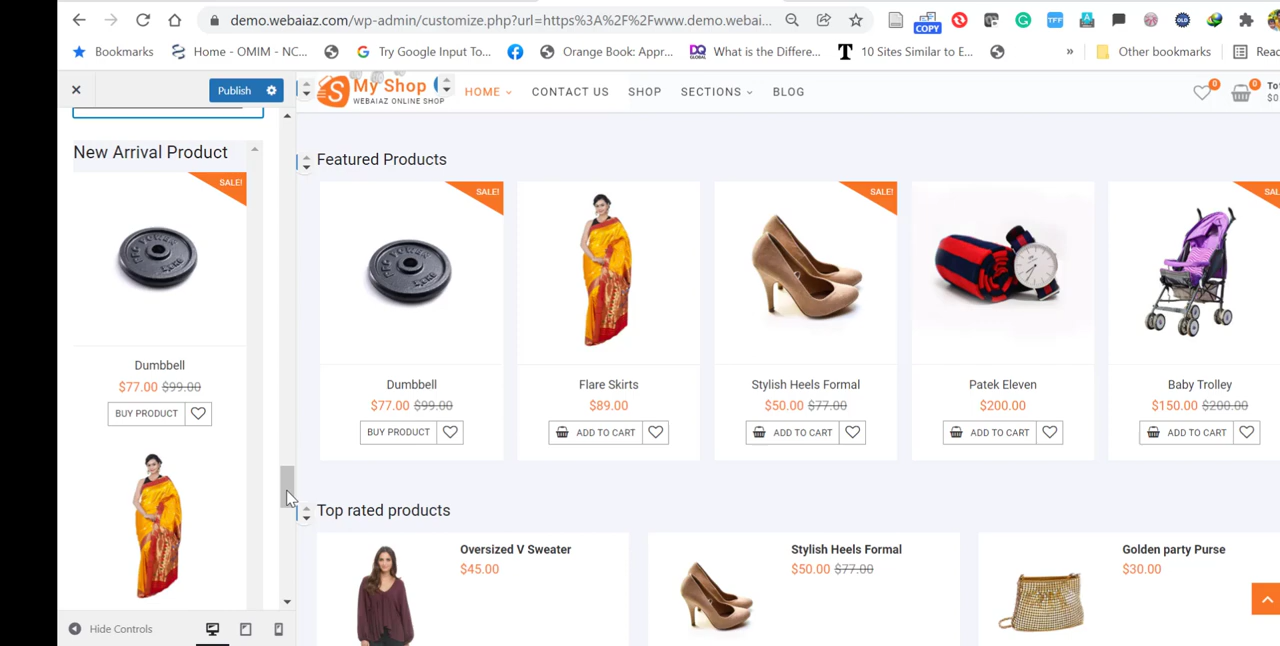 demo.webaiaz.com/wp-admin/customize.php?url=https%3A%2F%2Fwww.demo.webai...
COPY
TFF
OLD
Bookmarks
Home - OMIM - NC...
Try Google Input To...
Orange Book: Appr...
What is the Differe...
10 Sites Similar to E...
»
Other bookmarks
Publish
My Shop
WEBAIAZ ONLINE SHOP
HOME
CONTACT US
SHOP
SECTIONS
BLOG
0
0
$0
New Arrival Product
SALE!
Dumbbell
$77.00 $99.00
BUY PRODUCT
Featured Products
SALE!
Dumbbell
$77.00 $99.00
BUY PRODUCT
Flare Skirts
$89.00
ADD TO CART
SALE!
Stylish Heels Formal
$50.00 $77.00
ADD TO CART
Patek Eleven
$200.00
ADD TO CART
Baby Trolley
$150.00 $200.00
ADD TO CART
Top rated products
Oversized V Sweater
$45.00
Stylish Heels Formal
$50.00 $77.00
Golden party Purse
$30.00
Hide Controls